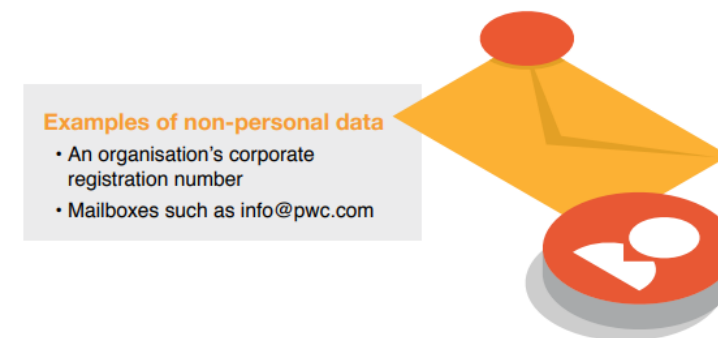 Examples of non-personal data
• An organisation's corporate
registration number
• Mailboxes such as info@pwc.com